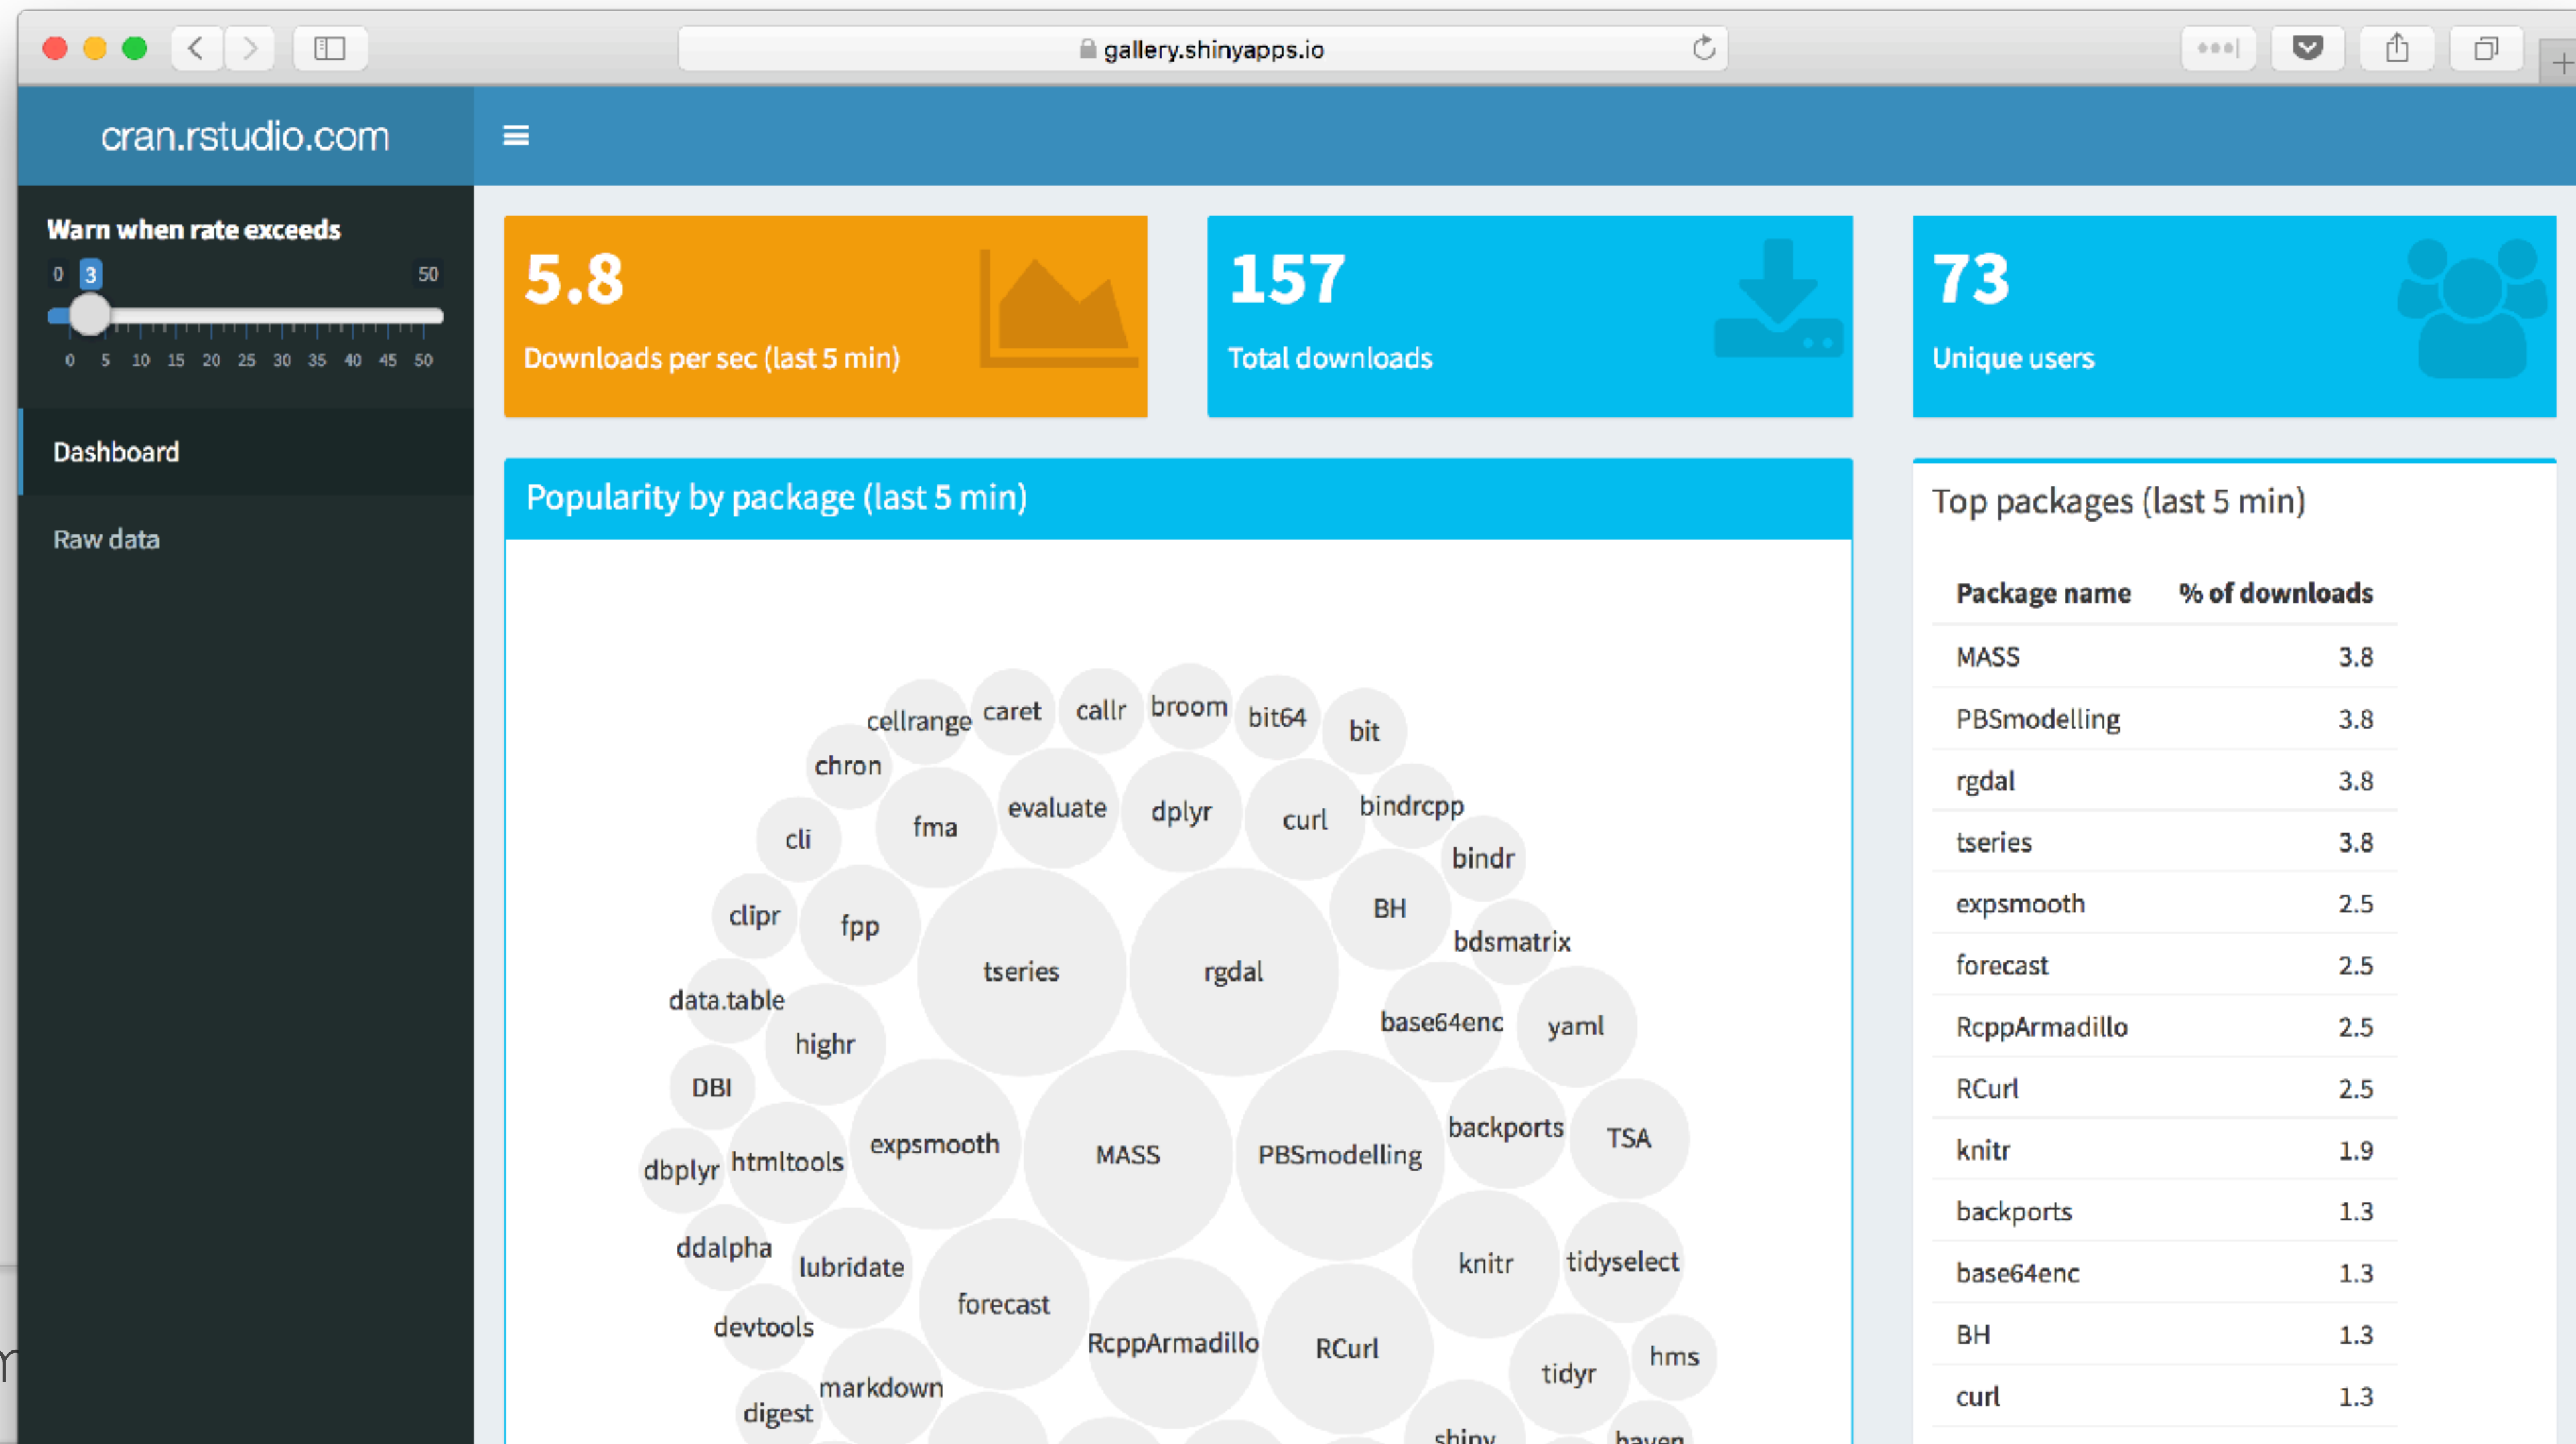 gallery.shinyapps.io
cran.rstudio.com
Warn when rate exceeds
0 3 50
0 5 10 15 20 25 30 35 40 45 50
Dashboard
Raw data
5.8
Downloads per sec (last 5 min)
157
Total downloads
73
Unique users
Popularity by package (last 5 min)
cellrange
caret
callr
broom
bit64
bit
chron
fma
evaluate
dplyr
curl
bindrcpp
cli
bindr
clipr
fpp
BH
bdsmatrix
tseries
rgdal
data.table
highr
base64enc
yaml
DBI
expsmooth
MASS
PBSmodelling
backports
TSA
dbplyr
htmltools
ddalpha
lubridate
knitr
tidyselect
forecast
devtools
RcppArmadillo
RCurl
tidyr
hms
markdown
digest
shiny
haven
Top packages (last 5 min)
Package name % of downloads
MASS 3.8
PBSmodelling 3.8
rgdal 3.8
tseries 3.8
expsmooth 2.5
forecast 2.5
RcppArmadillo 2.5
RCurl 2.5
knitr 1.9
backports 1.3
base64enc 1.3
BH 1.3
curl 1.3